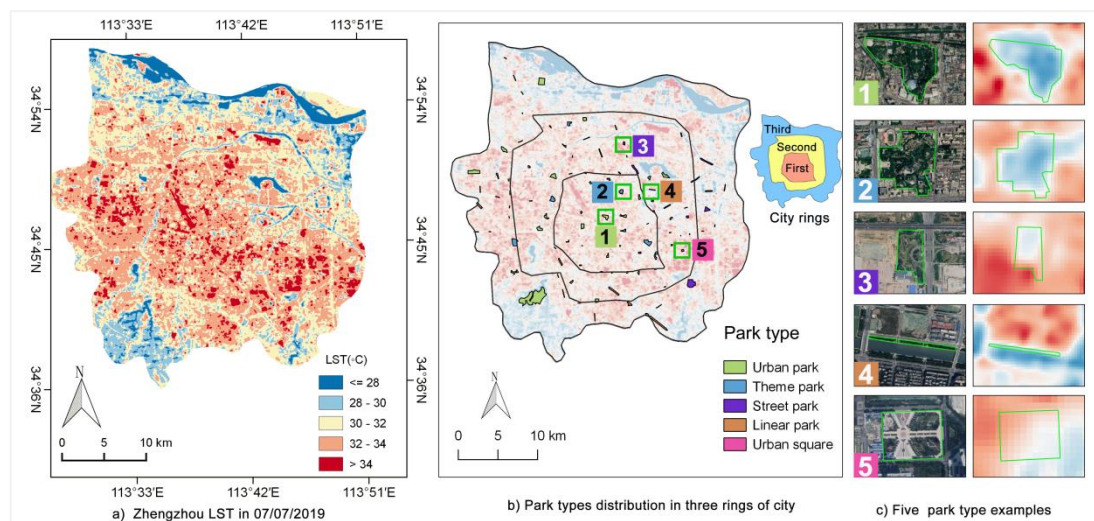 113°33'E 113°42'E 113°51'E
34°54'N
34°45'N
34°36'N
LST(◦C)
<= 28
28 - 30
30 - 32
32 - 34
> 34
N
0 5 10 km
113°33'E 113°42'E 113°51'E
a) Zhengzhou LST in 07/07/2019
34°54'N
34°45'N
34°36'N
3
2
4
1
5
Third
Second
First
City rings
Park type
Urban park
Theme park
Street park
Linear park
Urban square
N
0 5 10 km
b) Park types distribution in three rings of city
1
2
3
4
5
c) Five park type examples